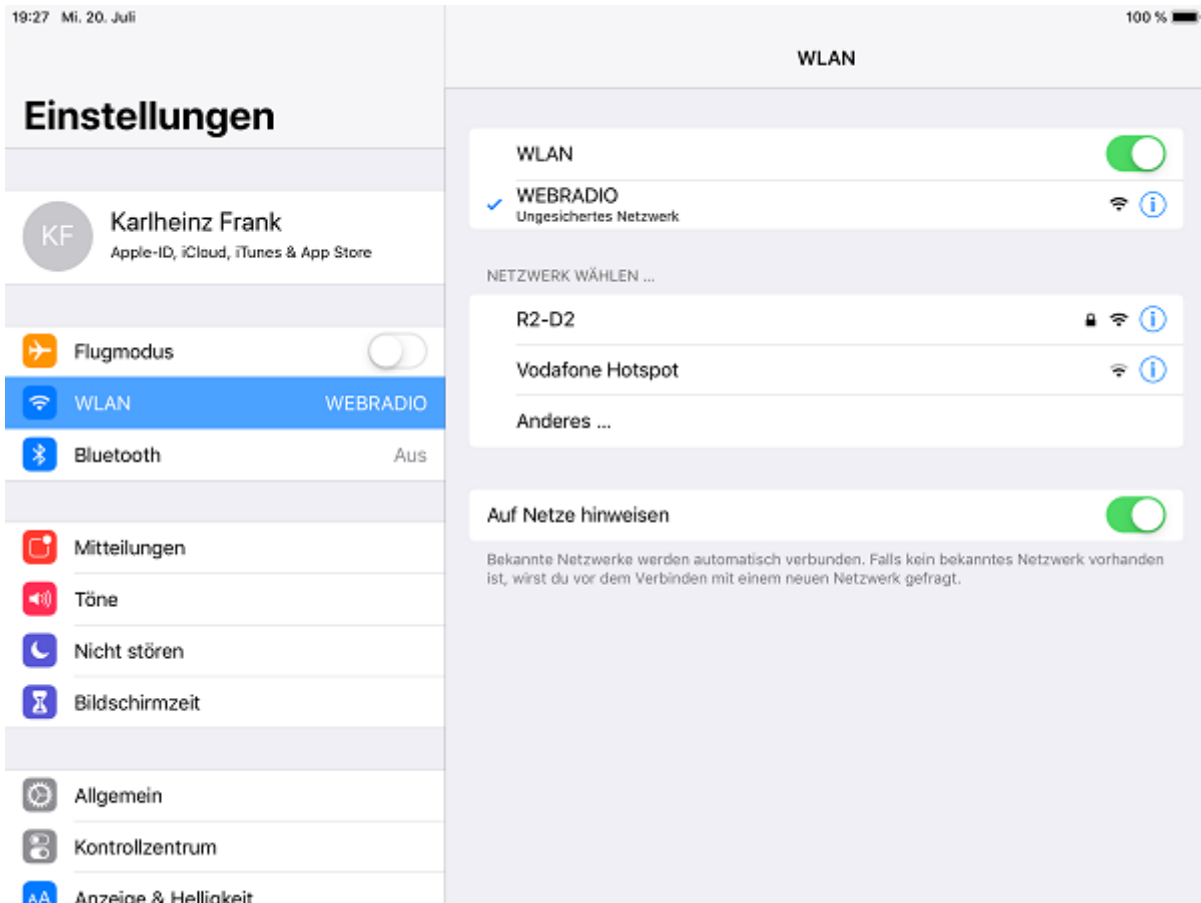 19:27 Mi. 20. Juli
100 %
Einstellungen
KF
Karlheinz Frank
Apple-ID, iCloud, iTunes & App Store
Flugmodus
WLAN WEBRADIO
Bluetooth Aus
Mitteilungen
Töne
Nicht stören
Bildschirmzeit
Allgemein
Kontrollzentrum
AA Anzeige & Helligkeit
WLAN
WLAN
WEBRADIO
Ungesichertes Netzwerk
NETZWERK WÄHLEN ...
R2-D2
Vodafone Hotspot
Anderes ...
Auf Netze hinweisen
Bekannte Netzwerke werden automatisch verbunden. Falls kein bekanntes Netzwerk vorhanden
ist, wirst du vor dem Verbinden mit einem neuen Netzwerk gefragt.